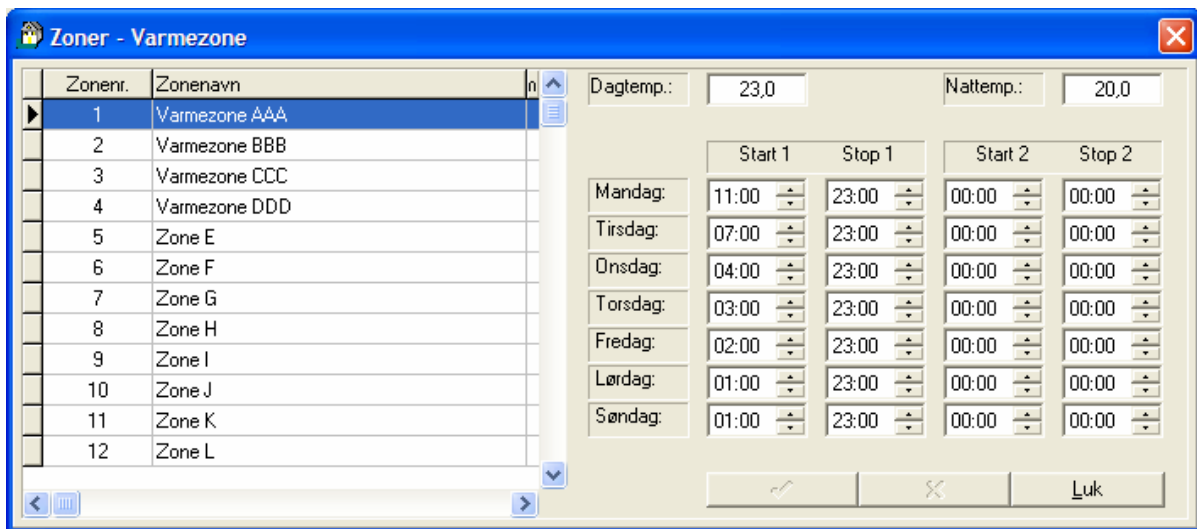 Zoner - Varmezone
Zonenr. Zonenavn n
1 Varmezone AAA
2 Varmezone BBB
3 Varmezone CCC
4 Varmezone DDD
5 Zone E
6 Zone F
7 Zone G
8 Zone H
9 Zone I
10 Zone J
11 Zone K
12 Zone L
Dagtemp.: 23,0 Nattemp.: 20,0
Start 1 Stop 1 Start 2 Stop 2
Mandag: 11:00 23:00 00:00 00:00
Tirsdag: 07:00 23:00 00:00 00:00
Onsdag: 04:00 23:00 00:00 00:00
Torsdag: 03:00 23:00 00:00 00:00
Fredag: 02:00 23:00 00:00 00:00
Lørdag: 01:00 23:00 00:00 00:00
Søndag: 01:00 23:00 00:00 00:00
Luk